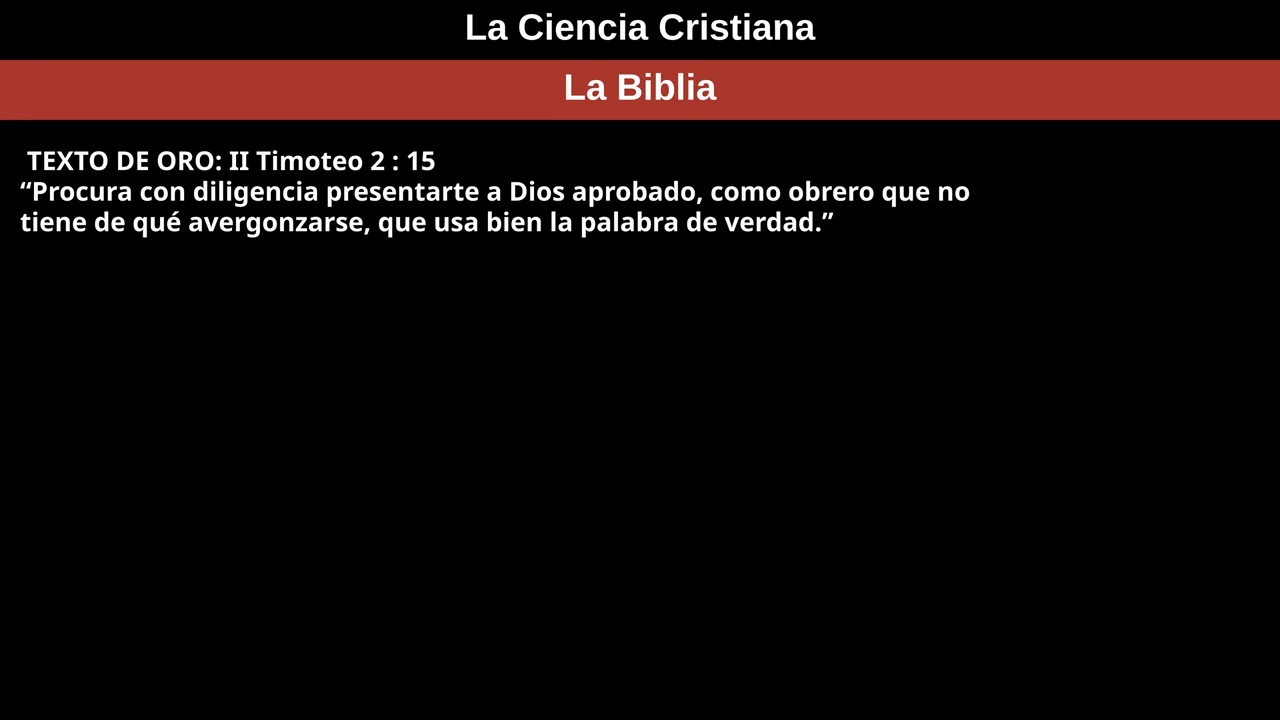 La Ciencia Cristiana
La Biblia
TEXTO DE ORO: II Timoteo 2 : 15
“Procura con diligencia presentarte a Dios aprobado, como obrero que no
tiene de qué avergonzarse, que usa bien la palabra de verdad.”